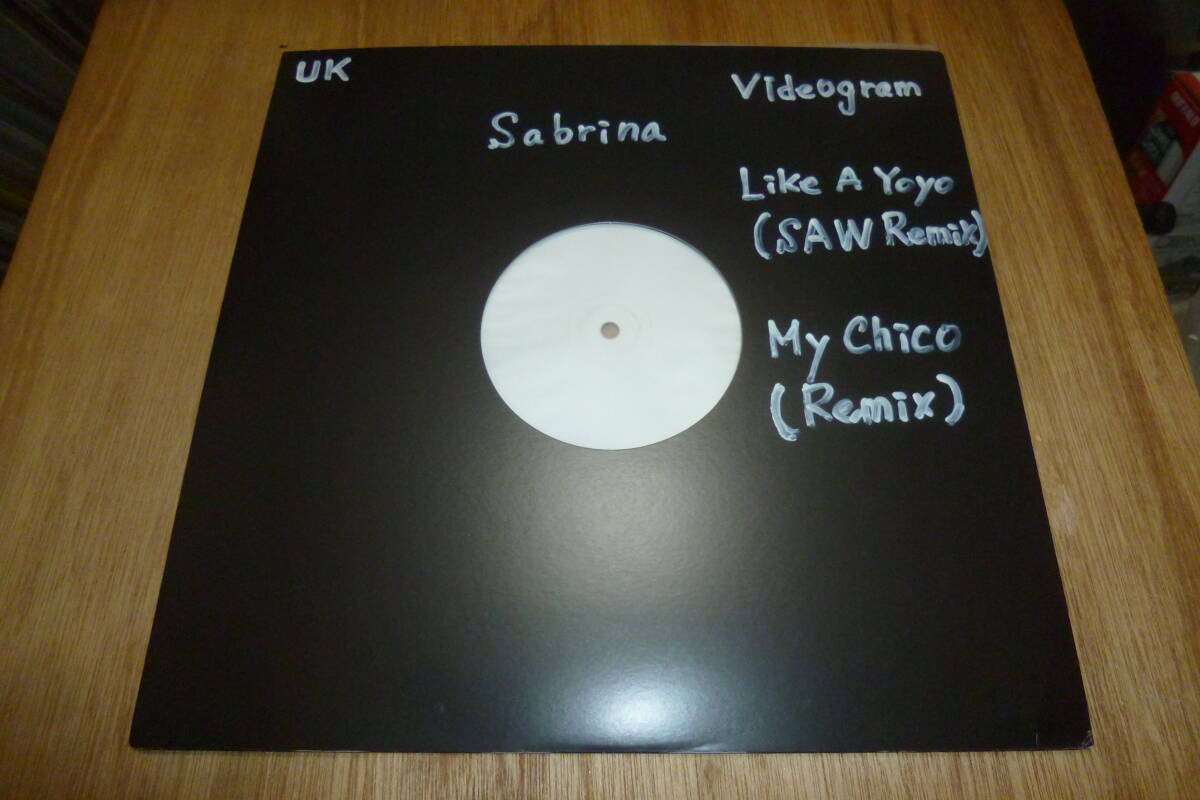 UK
Sabrina
Videogram
Like A Yoyo
(SAW Remix)
My Chico
(Remix)